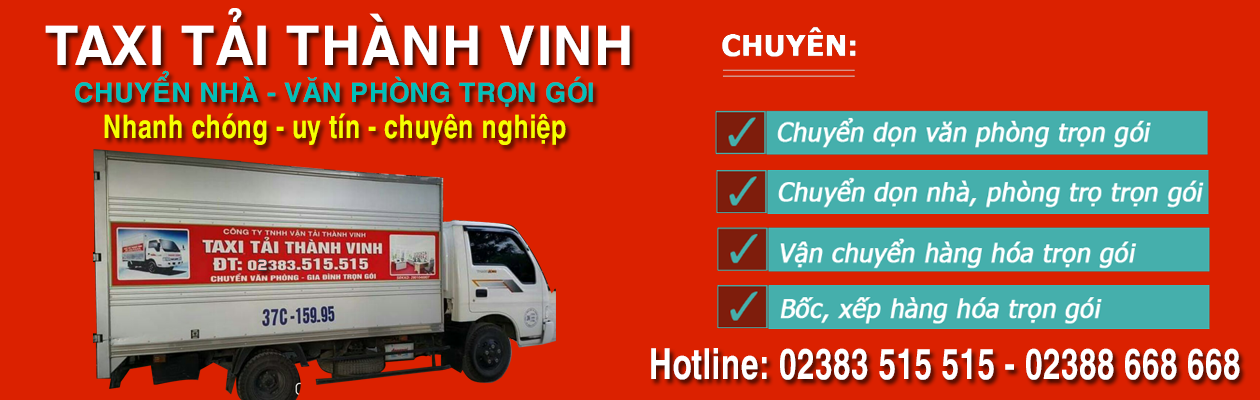 TAXI TẢI THÀNH VINH
CHUYỂN NHÀ - VĂN PHÒNG TRỌN GÓI
Nhanh chóng - uy tín - chuyên nghiệp
CÔNG TY TNHH VẬN TẢI THÀNH VINH
TAXI TẢI THÀNH VINH
ĐT: 02383.515.515
CHUYỂN VĂN PHÒNG - GIA ĐÌNH TRỌN GÓI
37C-159.95
CHUYÊN:
Chuyển dọn văn phòng trọn gói
Chuyển dọn nhà, phòng trọ trọn gói
Vận chuyển hàng hóa trọn gói
Bốc, xếp hàng hóa trọn gói
Hotline: 02383 515 515 - 02388 668 668